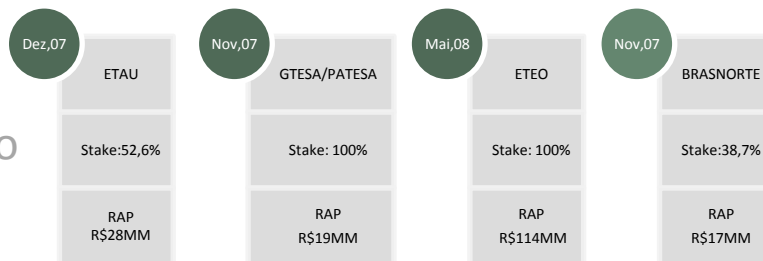 Dez,07
Nov,07
Mai,08
Nov,07
ETAU
GTESA/PATESA
ETEO
BRASNORTE
o
Stake:52,6%
Stake: 100%
Stake: 100%
Stake:38,7%
RAP
R$28MM
RAP
R$19MM
RAP
R$114MM
RAP
R$17MM